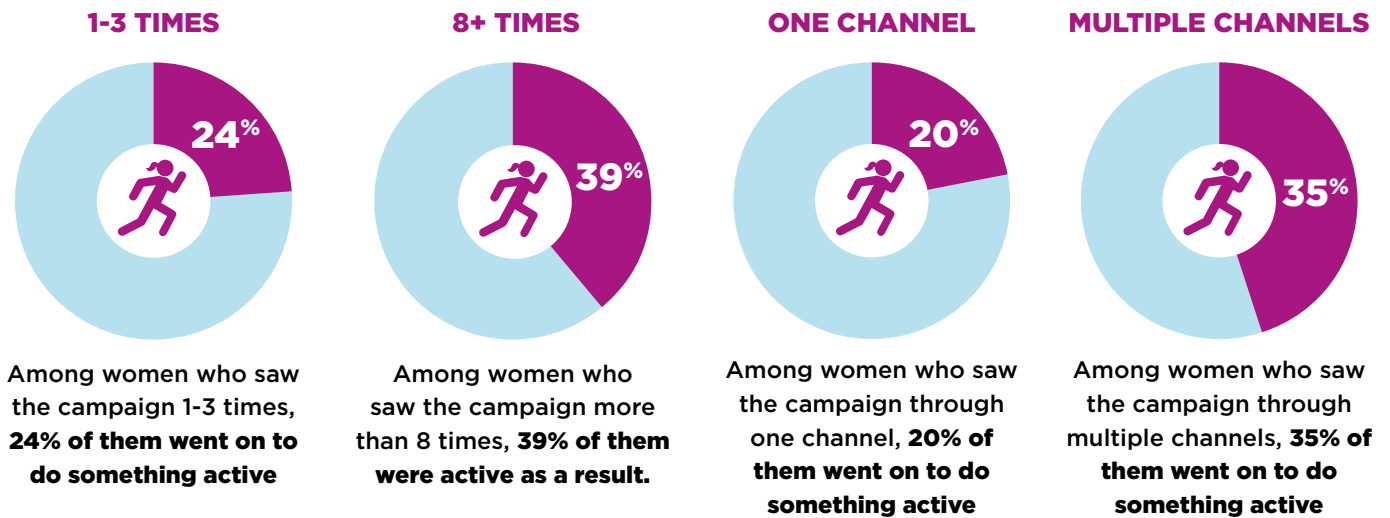 1-3 TIMES
24%
Among women who saw
the campaign 1-3 times,
24% of them went on to
do something active
8+ TIMES
39%
Among women who
saw the campaign more
than 8 times, 39% of them
were active as a result.
ONE CHANNEL
20%
Among women who saw
the campaign through
one channel, 20% of
them went on to do
something active
MULTIPLE CHANNELS
35%
Among women who saw
the campaign through
multiple channels, 35% of
them went on to do
something active